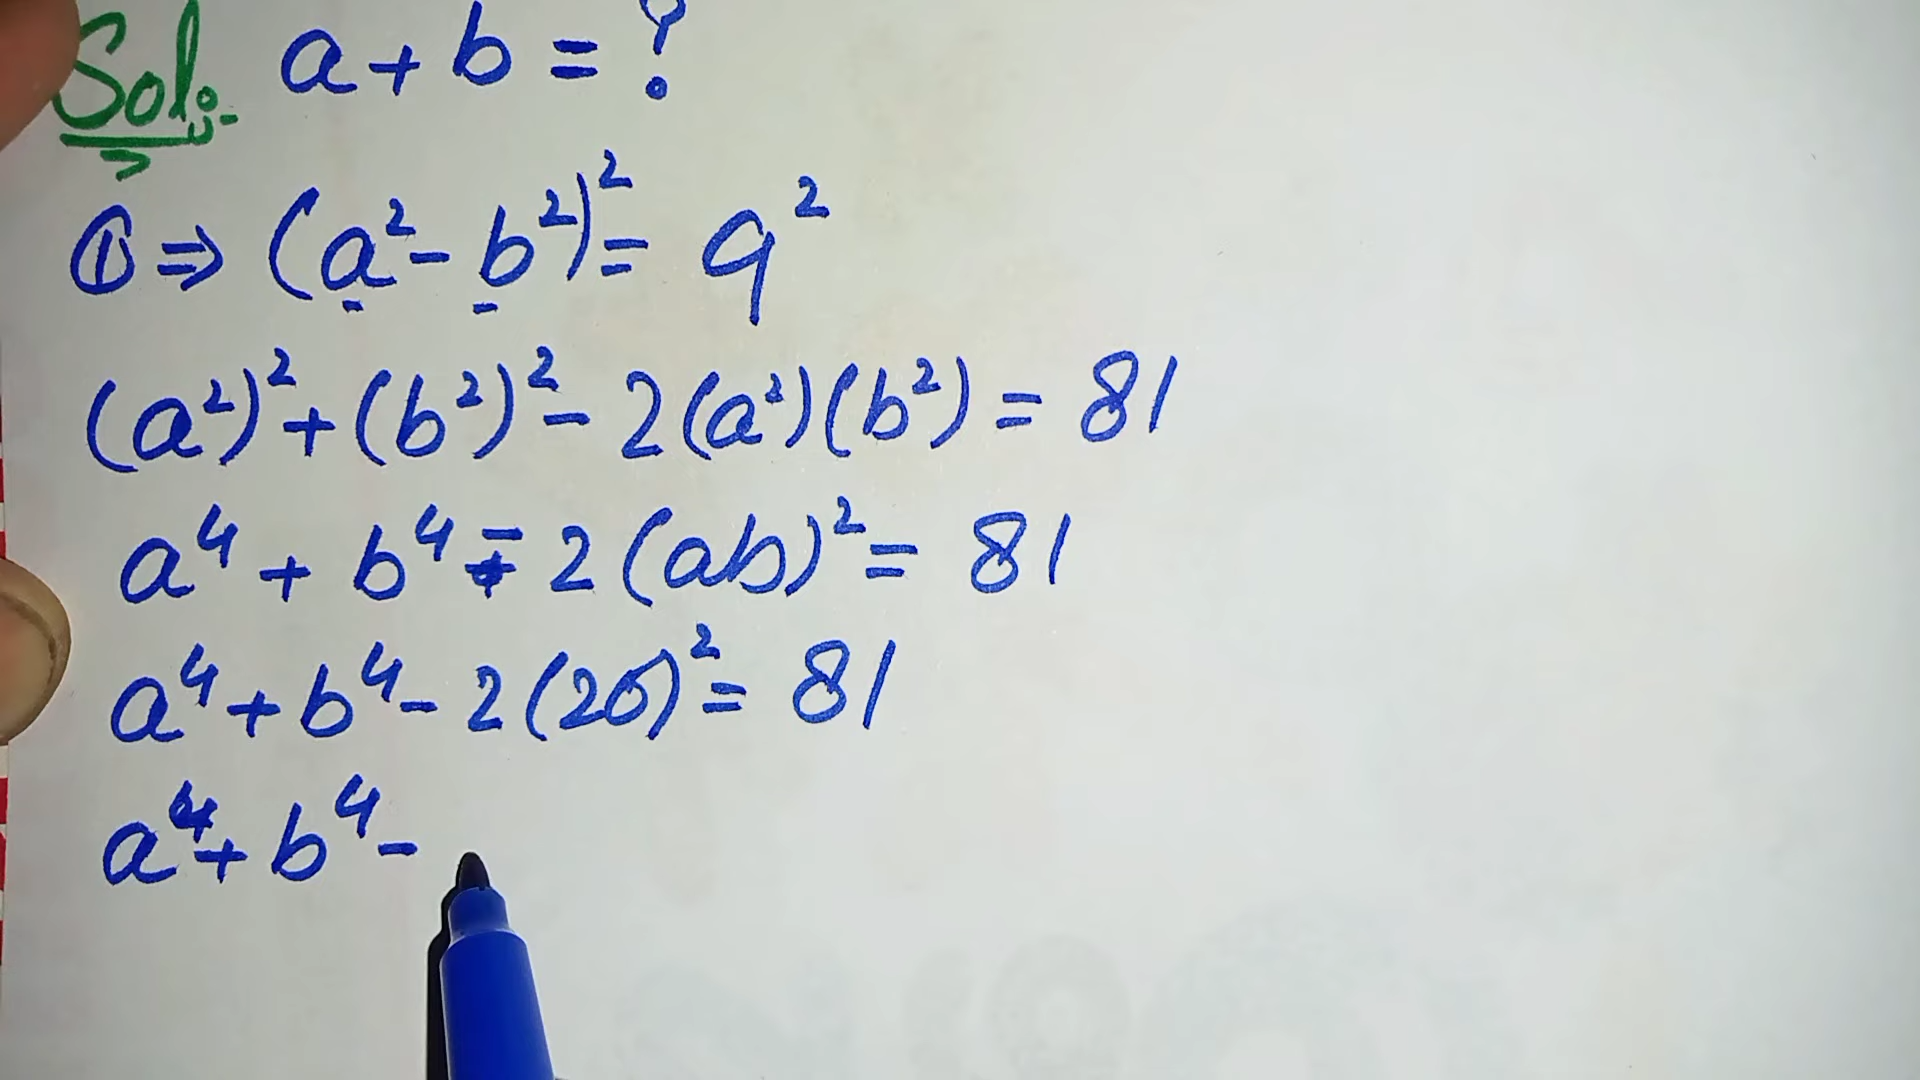 Sol:- a + b = ?
① ⇒ (a² - b²)² = 9²
(a²)² + (b²)² - 2(a²)(b²) = 81
a⁴ + b⁴ - 2(ab)² = 81
a⁴ + b⁴ - 2(20)² = 81
a⁴ + b⁴ -